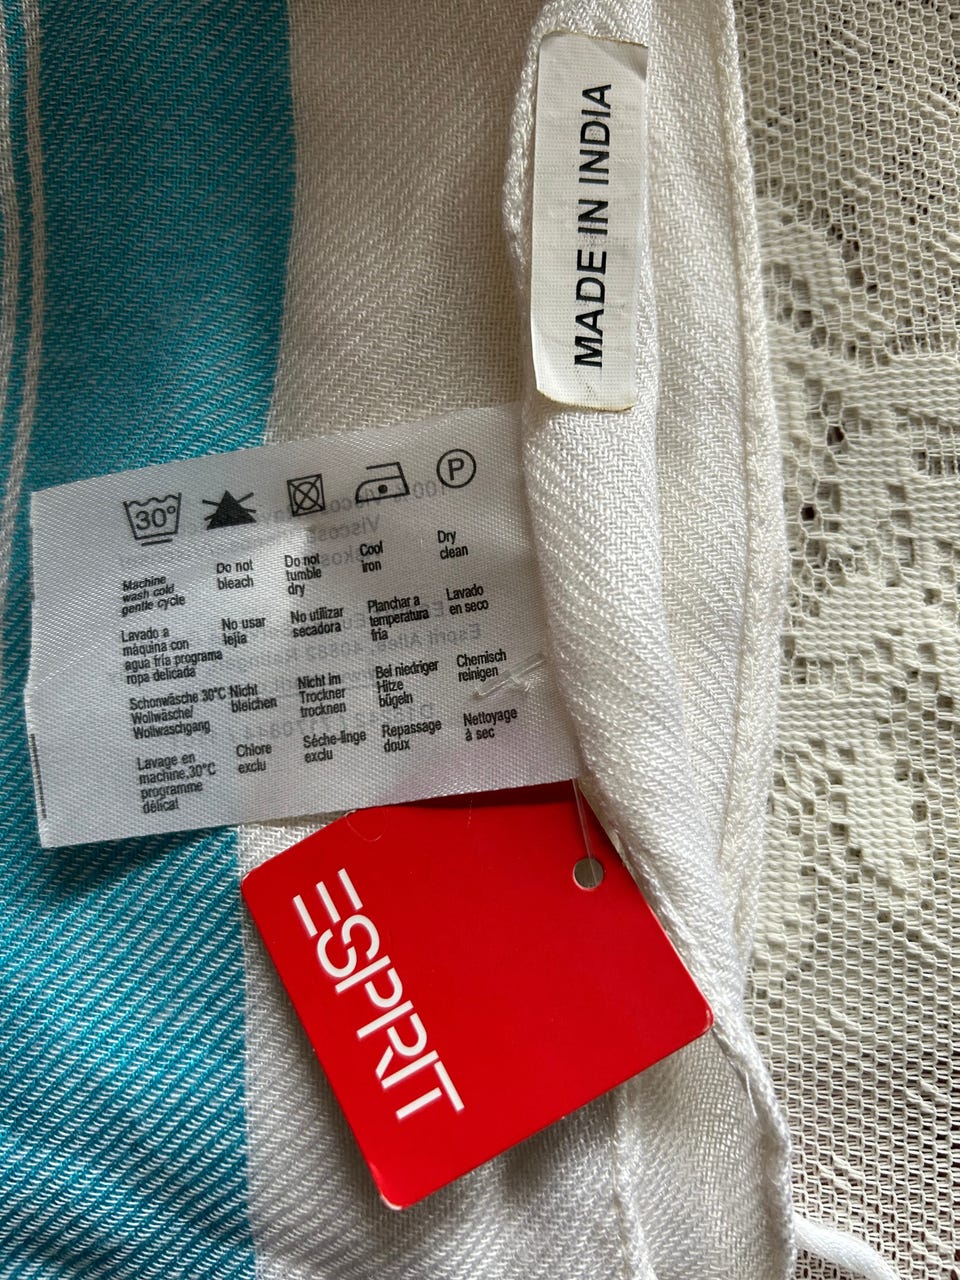 MADE IN INDIA
30°
P
Machine
wash cold
gentle cycle
Do not
bleach
Do not
tumble
dry
Cool
iron
Dry
clean
Lavado a
máquina con
agua fría programa
ropa delicada
No usar
lejia
No utilizar
secadora
Planchar a
temperatura
fría
Lavado
en seco
Schonwäsche 30°C
Wollwäsche/
Wollwaschgang
Nicht
bleichen
Nicht im
Trockner
trocknen
Bei niedriger
Hitze
bügeln
Chemisch
reinigen
Lavage en
machine,30°C
programme
délicat
Chlore
exclu
Séche-linge
exclu
Repassage
doux
Nettoyage
à sec
ESPRIT